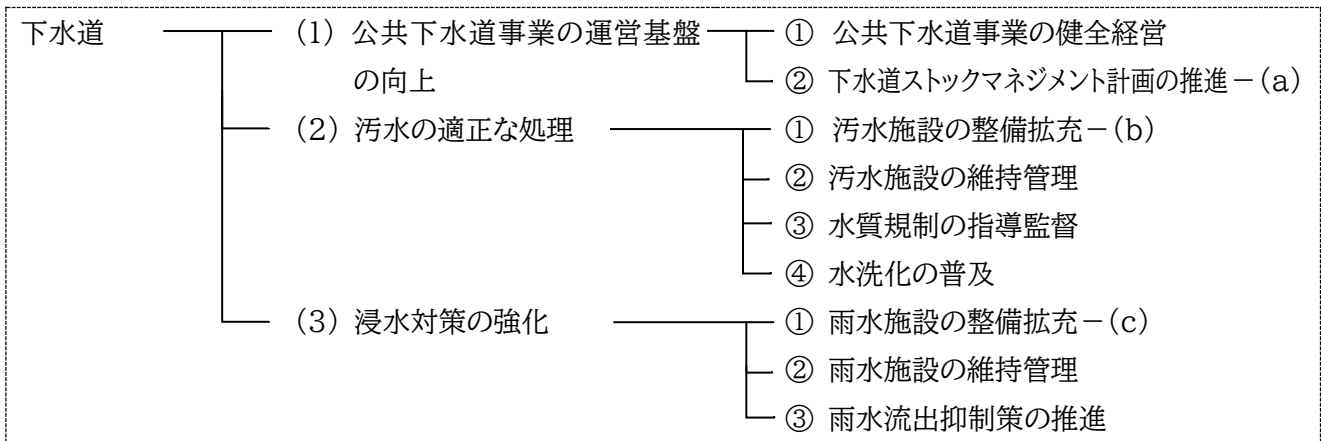 下水道 (1) 公共下水道事業の運営基盤 ① 公共下水道事業の健全経営
の向上 ② 下水道ストックマネジメント計画の推進－(a)
(2) 汚水の適正な処理 ① 汚水施設の整備拡充－(b)
② 汚水施設の維持管理
③ 水質規制の指導監督
④ 水洗化の普及
(3) 浸水対策の強化 ① 雨水施設の整備拡充－(c)
② 雨水施設の維持管理
③ 雨水流出抑制策の推進